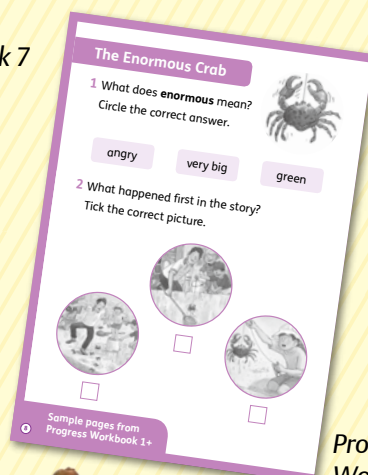 k 7
The Enormous Crab
1 What does enormous mean?
Circle the correct answer.
angry
very big
green
2 What happened first in the story?
Tick the correct picture.
8
Sample pages from
Progress Workbook 1+
Pro